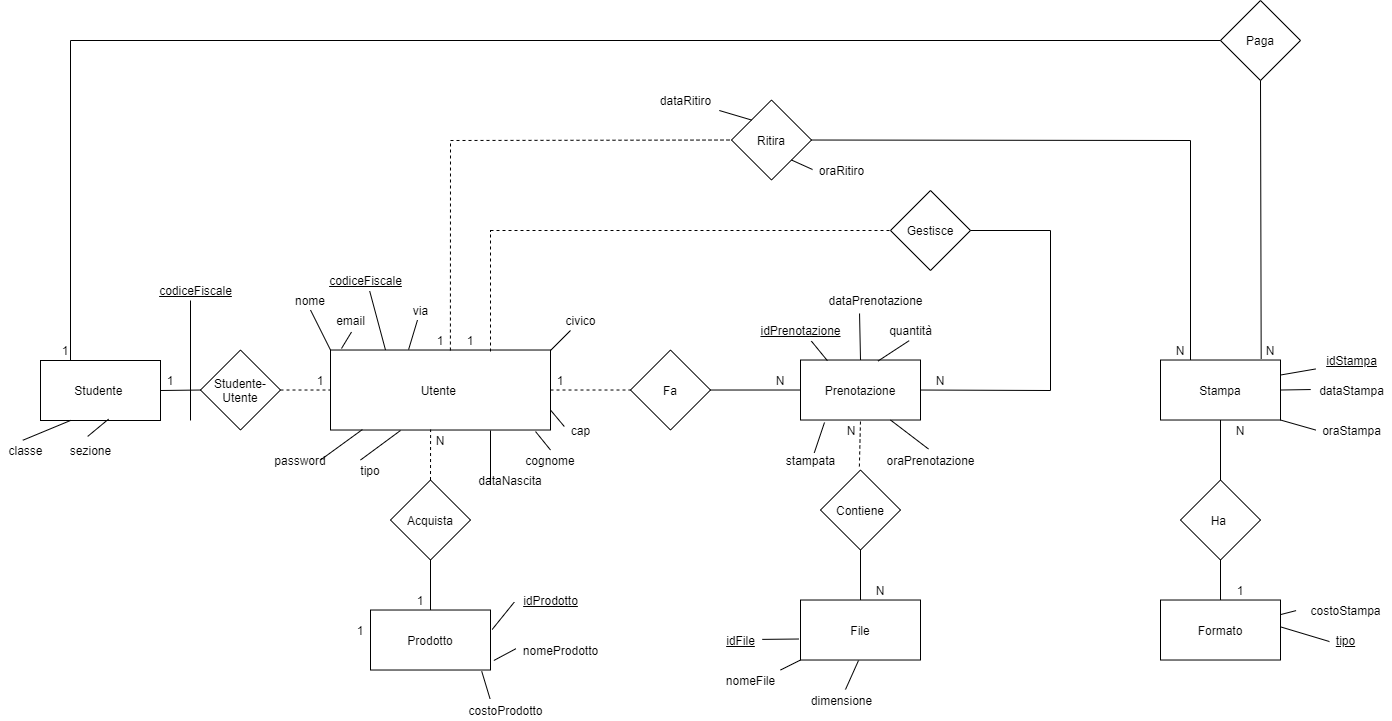 Paga
dataRitiro
Ritira
oraRitiro
Gestisce
codiceFiscale
codiceFiscale
nome
email
via
civico
dataPrenotazione
idPrenotazione
quantità
1
1
1
N
N
1
Studente
Studente-
Utente
1
Utente
1
Fa
N
Prenotazione
N
Stampa
idStampa
dataStampa
oraStampa
classe
sezione
password
tipo
N
dataNascita
cognome
cap
stampata
N
oraPrenotazione
N
Acquista
Contiene
Ha
1
1
Prodotto
idProdotto
nomeProdotto
costoProdotto
N
File
idFile
nomeFile
dimensione
1
Formato
costoStampa
tipo